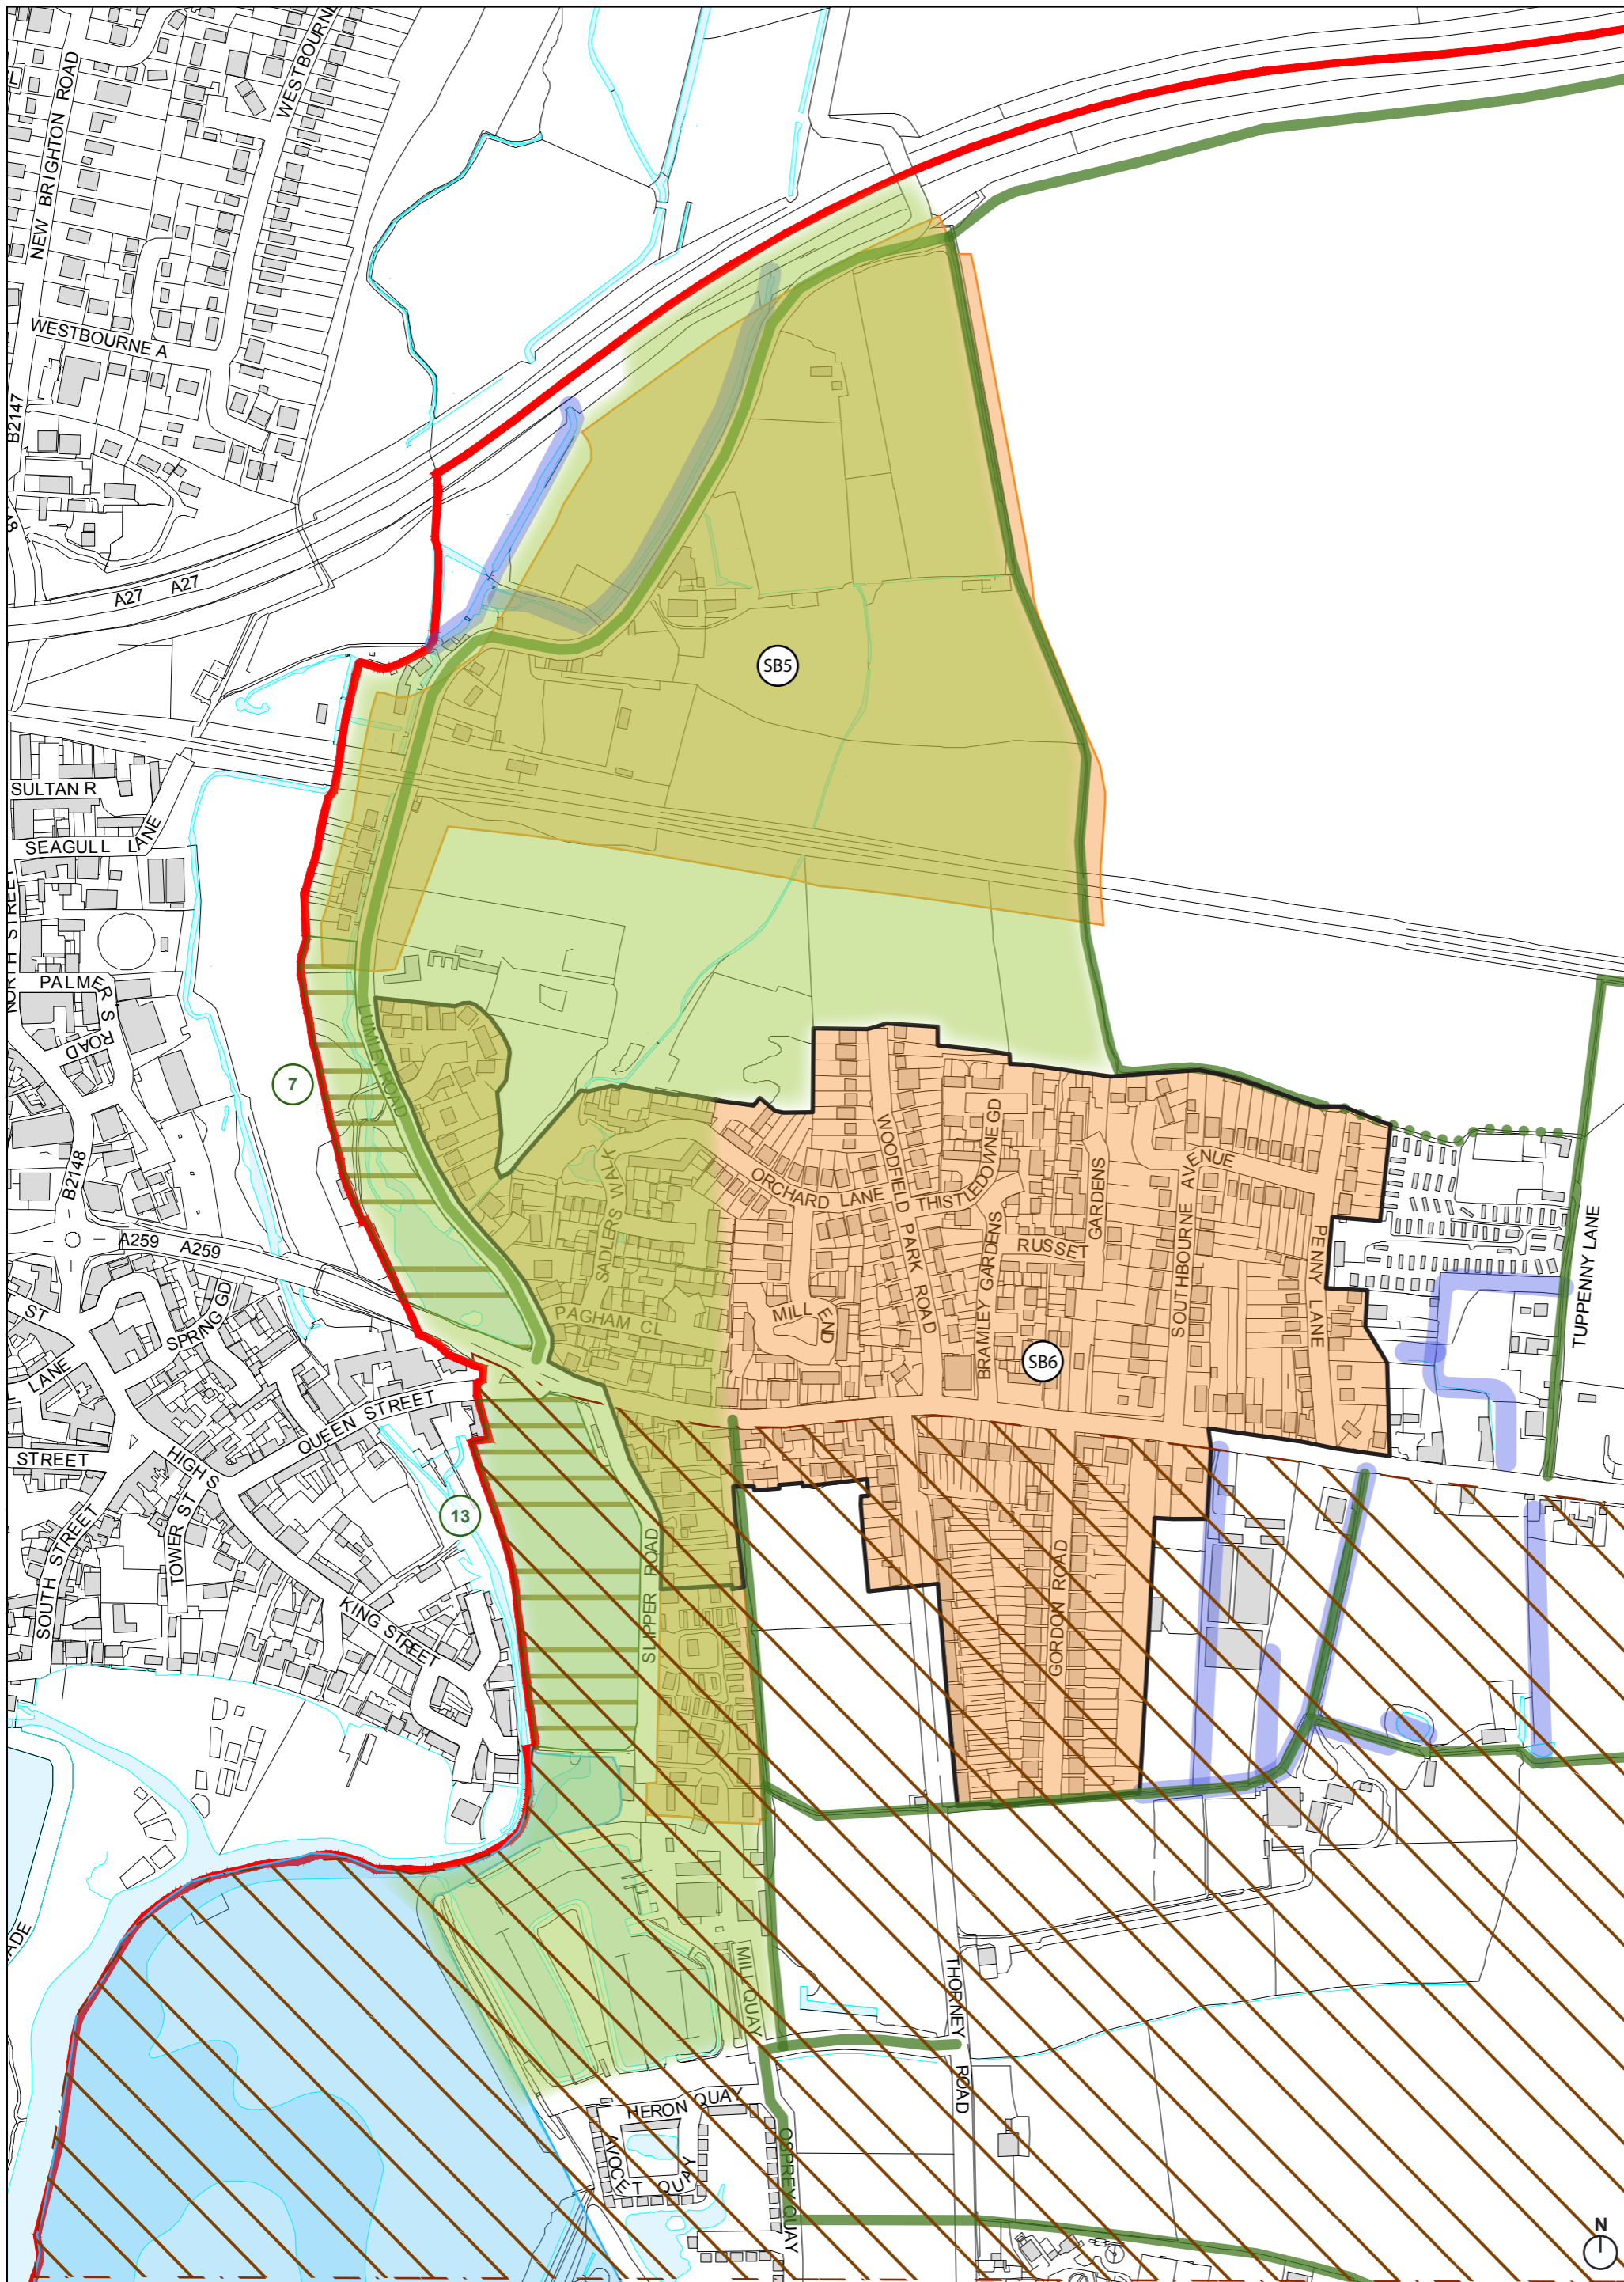 NEW BRIGHTON ROAD
WESTBOURNE
WESTBOURNE A
B2147
A27
A27
SB5
SULTAN R
SEAGULL LANE
NORTH STREET
PALMER'S
ROAD
LUMLEY ROAD
7
B2148
A259
A259
SADLERS WALK
ORCHARD LANE
WOODFIELD PARK ROAD
THISTLEDOWNE GD
GARDENS
RUSSET
BRAMLEY GARDENS
SOUTHBOURNE AVENUE
PENNY LANE
TUPPENNY LANE
MILL END
PAGHAM CL
SB6
T ST
SPRING GD
LANE
QUEEN STREET
STREET
HIGH S
TOWER ST
SOUTH STREET
13
KING STREET
SLIPPER ROAD
GORDON ROAD
ADE
MILL QUAY
THORNEY ROAD
HERON QUAY
AVOCET QUAY
OSPREY QUAY
N